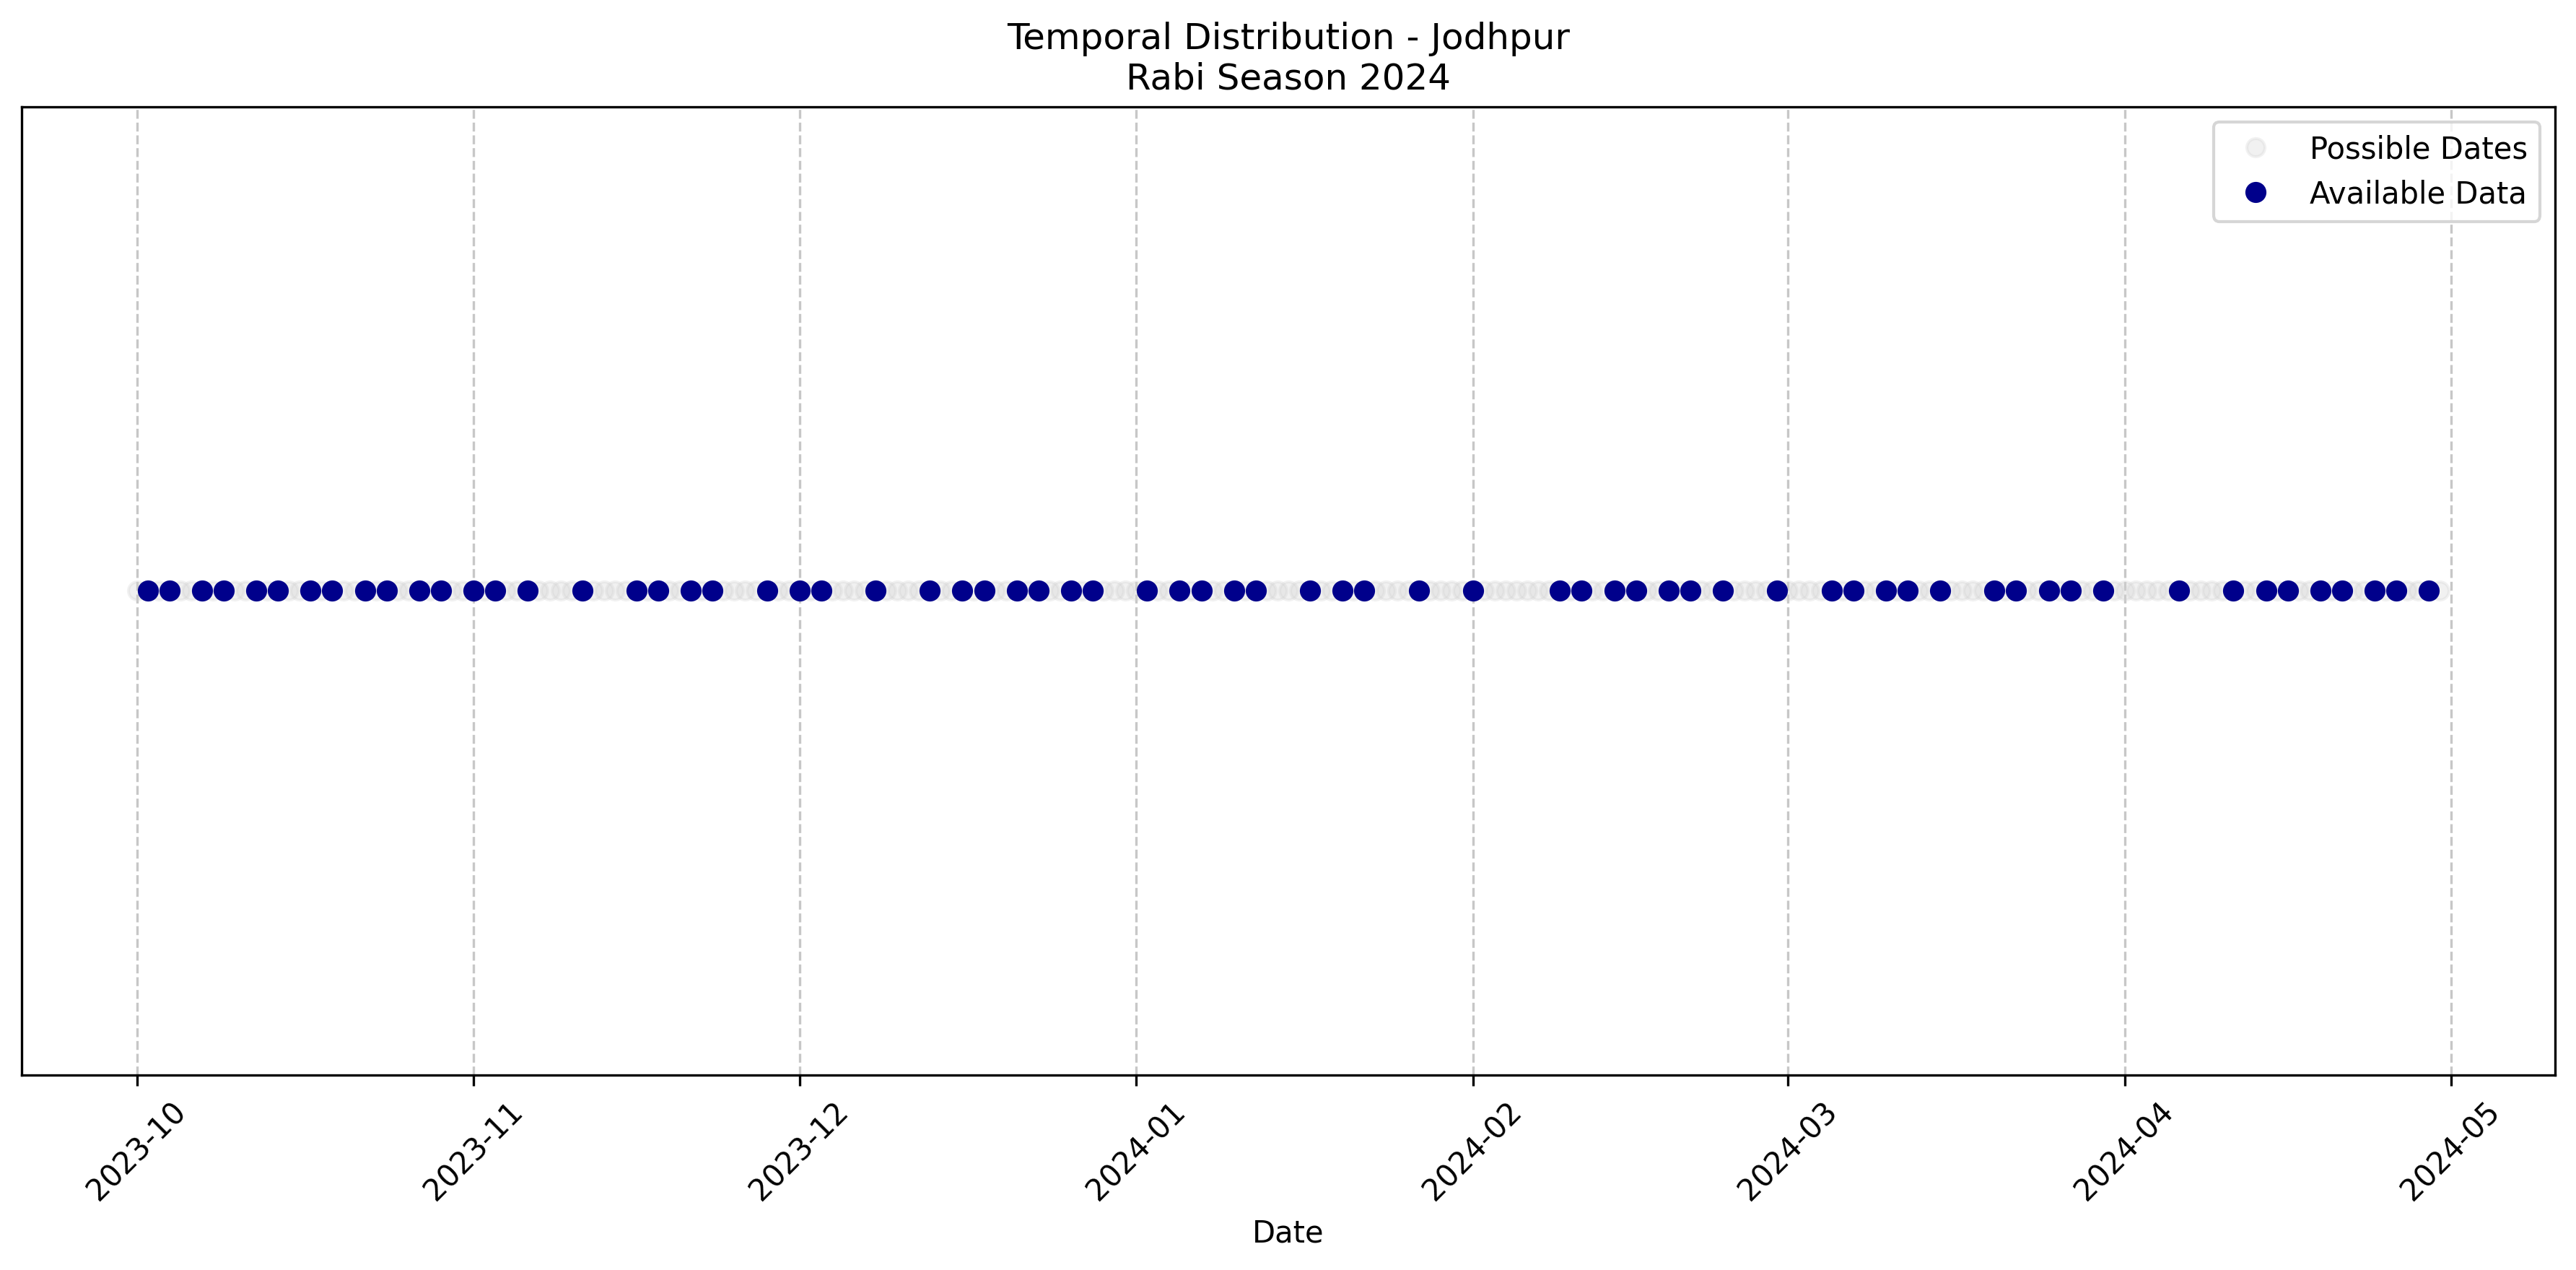 Temporal Distribution - Jodhpur
Rabi Season 2024
Possible Dates
Available Data
2023-10
2023-11
2023-12
2024-01
2024-02
2024-03
2024-04
2024-05
Date